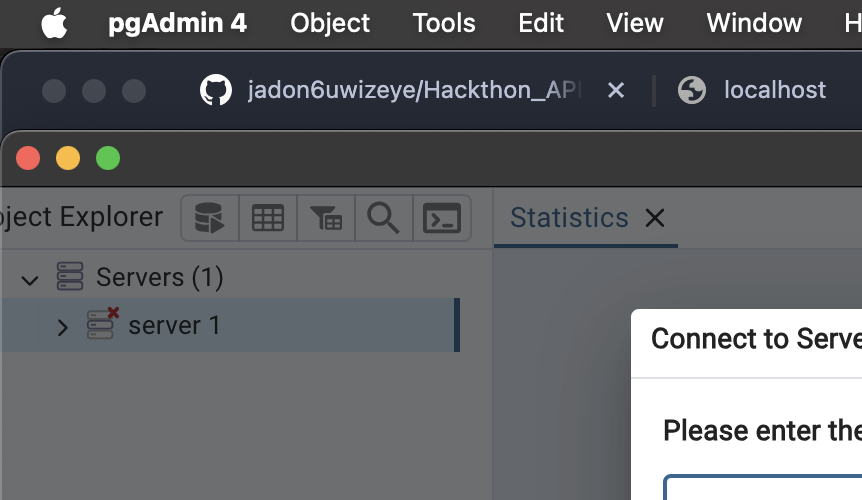 pgAdmin 4 Object Tools Edit View Window H
jadon6uwizeye/Hackthon_API localhost
ject Explorer Statistics
Servers (1)
server 1
Connect to Serve
Please enter the